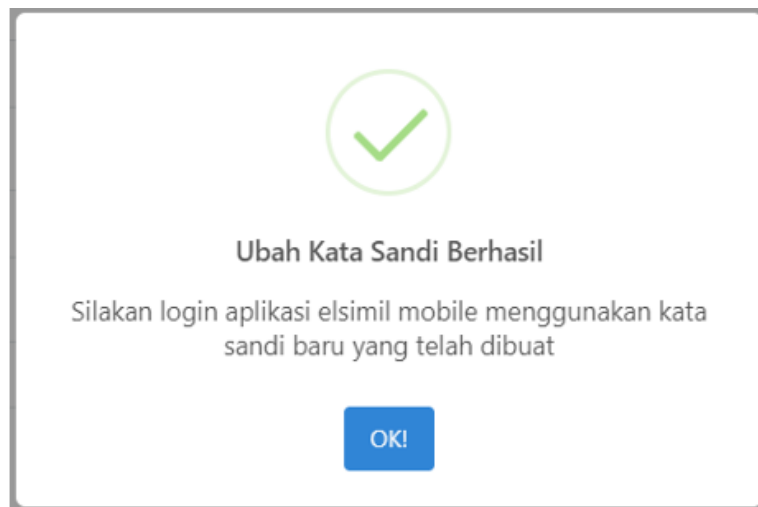 Ubah Kata Sandi Berhasil
Silakan login aplikasi elsimil mobile menggunakan kata
sandi baru yang telah dibuat
OK!